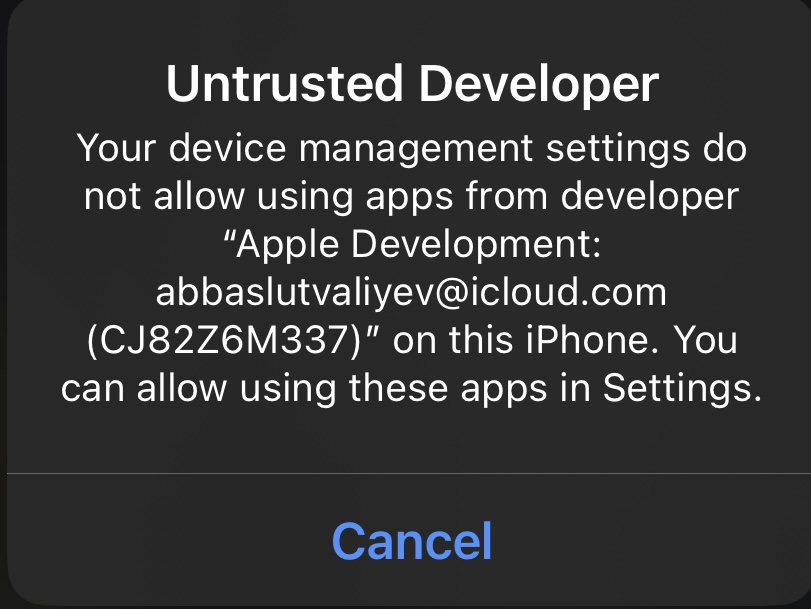 Untrusted Developer
Your device management settings do
not allow using apps from developer
“Apple Development:
abbaslutvaliyev@icloud.com
(CJ82Z6M337)” on this iPhone. You
can allow using these apps in Settings.
Cancel